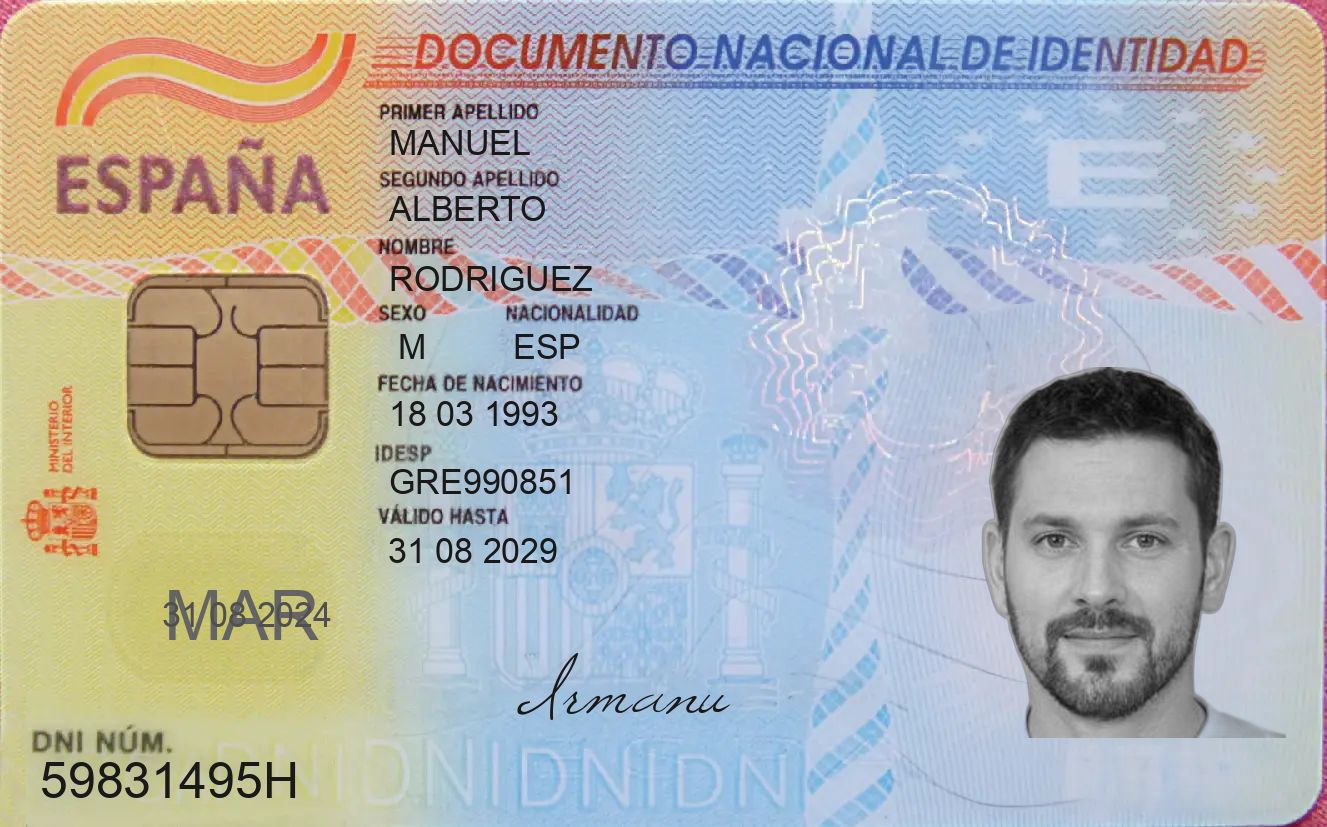 DOCUMENTO NACIONAL DE IDENTIDAD
ESPAÑA
PRIMER APELLIDO
MANUEL
SEGUNDO APELLIDO
ALBERTO
NOMBRE
RODRIGUEZ
SEXO NACIONALIDAD
M ESP
FECHA DE NACIMIENTO
18 03 1993
IDESP
GRE990851
VÁLIDO HASTA
31 08 2029
MINISTERIO
DEL INTERIOR
E
MAR
31 08 2024
Irmanu
DNI NÚM.
59831495H
DNIDNIDNIDNI